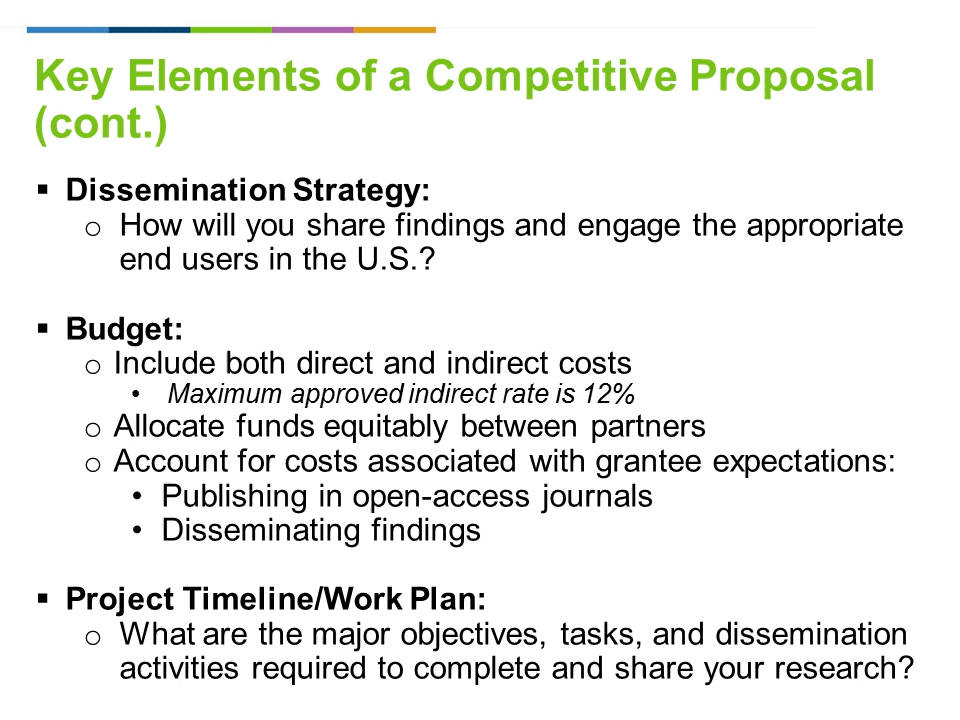 Key Elements of a Competitive Proposal
(cont.)
▪ Dissemination Strategy:
o How will you share findings and engage the appropriate
end users in the U.S.?
▪ Budget:
o Include both direct and indirect costs
• Maximum approved indirect rate is 12%
o Allocate funds equitably between partners
o Account for costs associated with grantee expectations:
• Publishing in open-access journals
• Disseminating findings
▪ Project Timeline/Work Plan:
o What are the major objectives, tasks, and dissemination
activities required to complete and share your research?